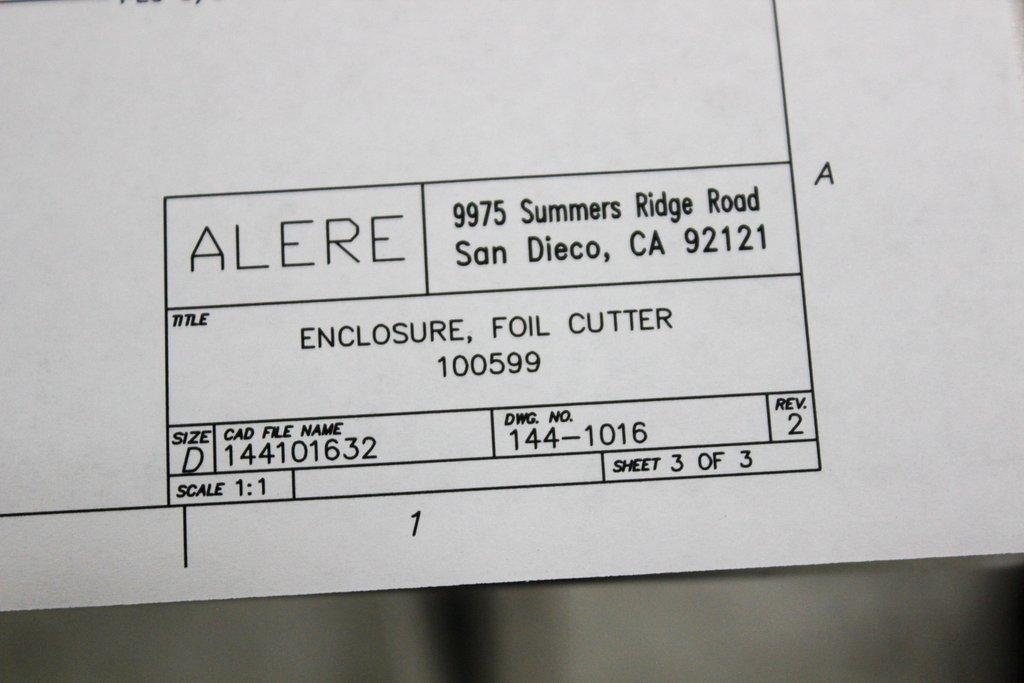 ALERE
9975 Summers Ridge Road
San Dieco, CA 92121
TITLE
ENCLOSURE, FOIL CUTTER
100599
SIZE
D
CAD FILE NAME
144101632
DWG. NO.
144-1016
REV.
2
SCALE 1:1
SHEET 3 OF 3
A
1